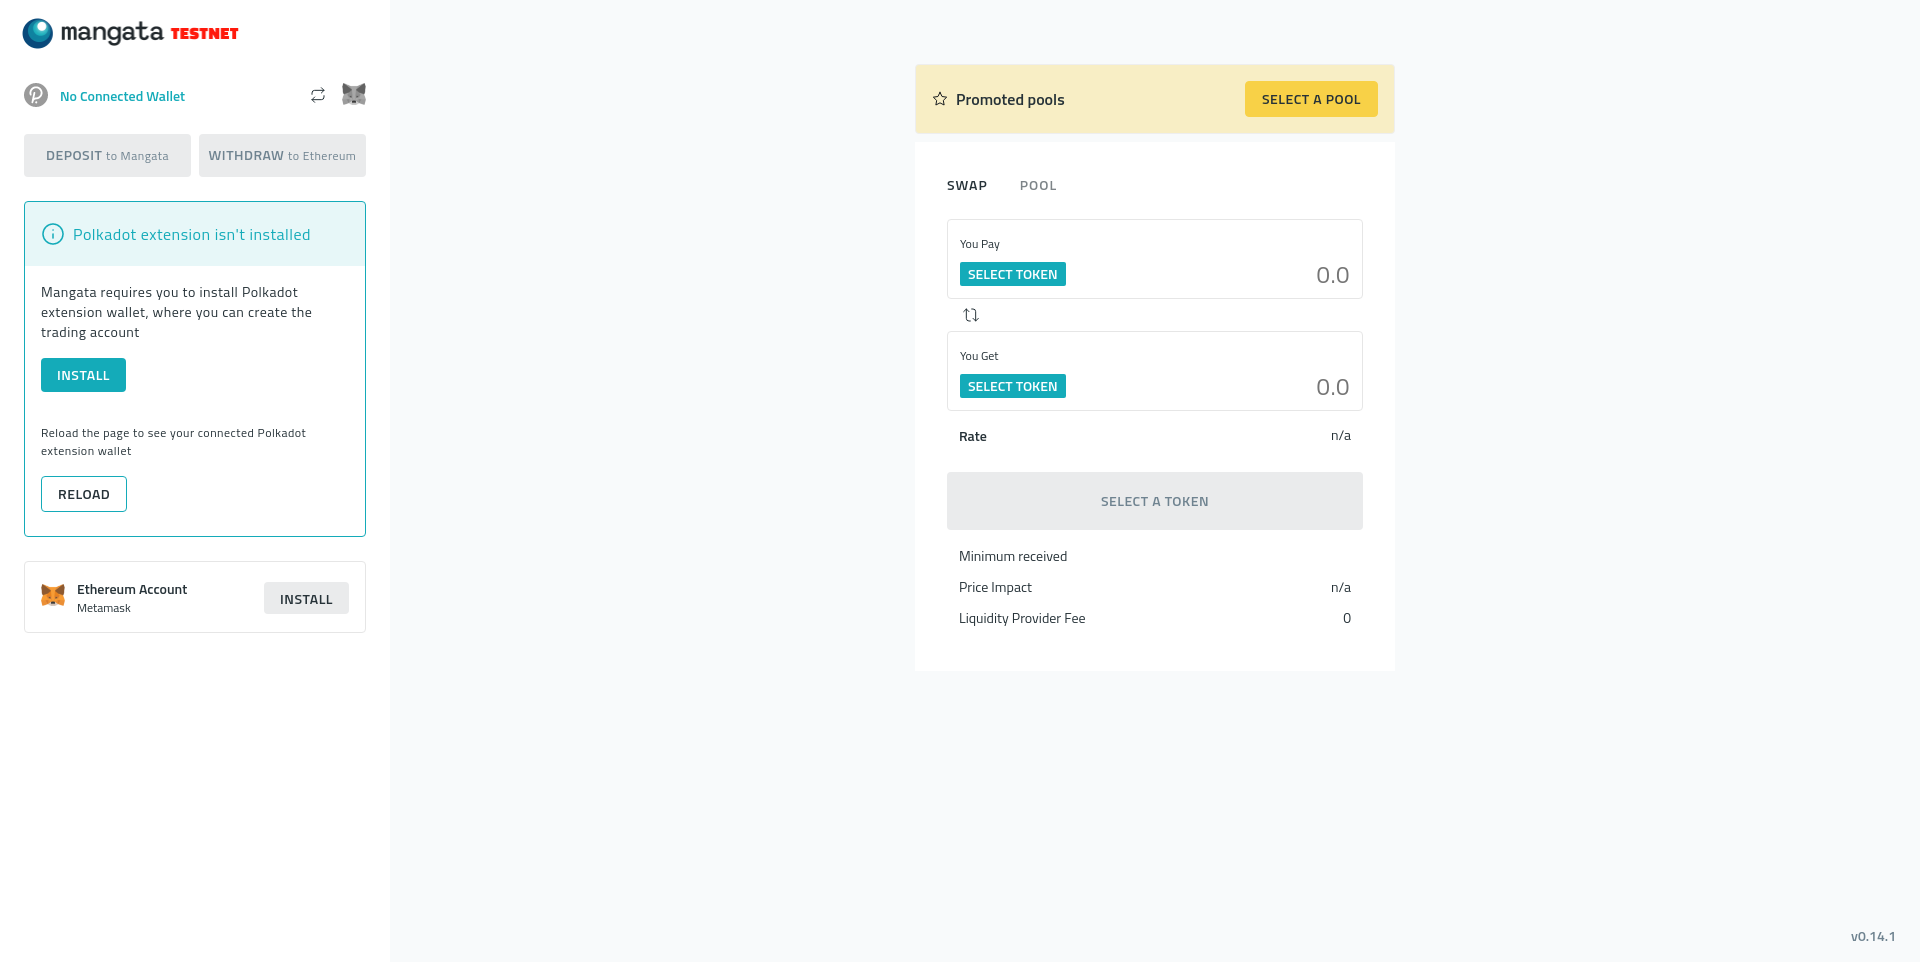 mangata TESTNET
No Connected Wallet
DEPOSIT to Mangata
WITHDRAW to Ethereum
Polkadot extension isn't installed
Mangata requires you to install Polkadot
extension wallet, where you can create the
trading account
INSTALL
Reload the page to see your connected Polkadot
extension wallet
RELOAD
Ethereum Account
Metamask
INSTALL
Promoted pools
SELECT A POOL
SWAP
POOL
You Pay
SELECT TOKEN
0.0
You Get
SELECT TOKEN
0.0
Rate
n/a
SELECT A TOKEN
Minimum received
Price Impact
n/a
Liquidity Provider Fee
0
v0.14.1